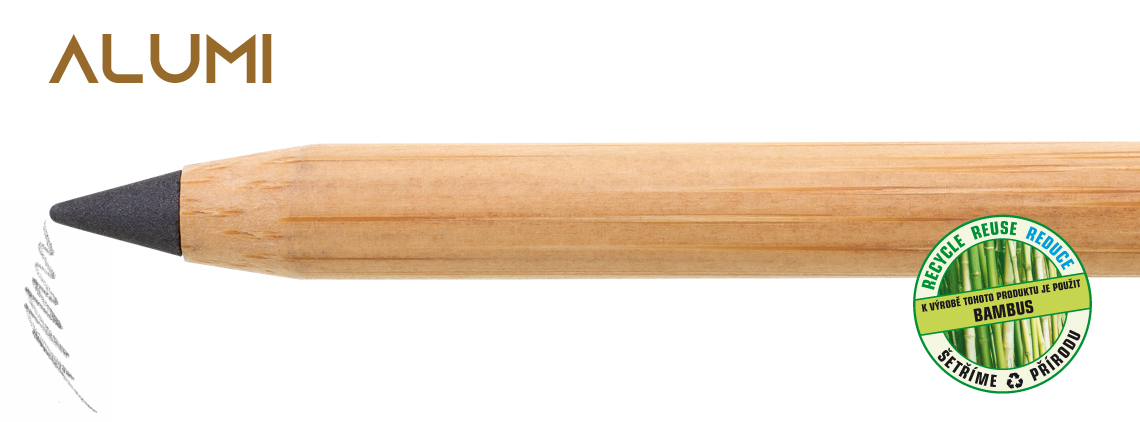 ALUMI
RECYCLE REUSE REDUCE
K VÝROBĚ TOHOTO PRODUKTU JE POUŽIT
BAMBUS
ŠETŘÍME PŘÍRODU